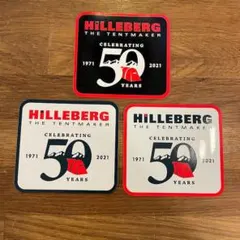 HiLLEBERG
THE TENTMAKER
CELEBRATING
1971 50 2021
YEARS
HiLLEBERG
THE TENTMAKER
CELEBRATING
1971 50 2021
YEARS
HiLLEBERG
THE TENTMAKER
CELEBRATING
1971 50 2021
YEARS